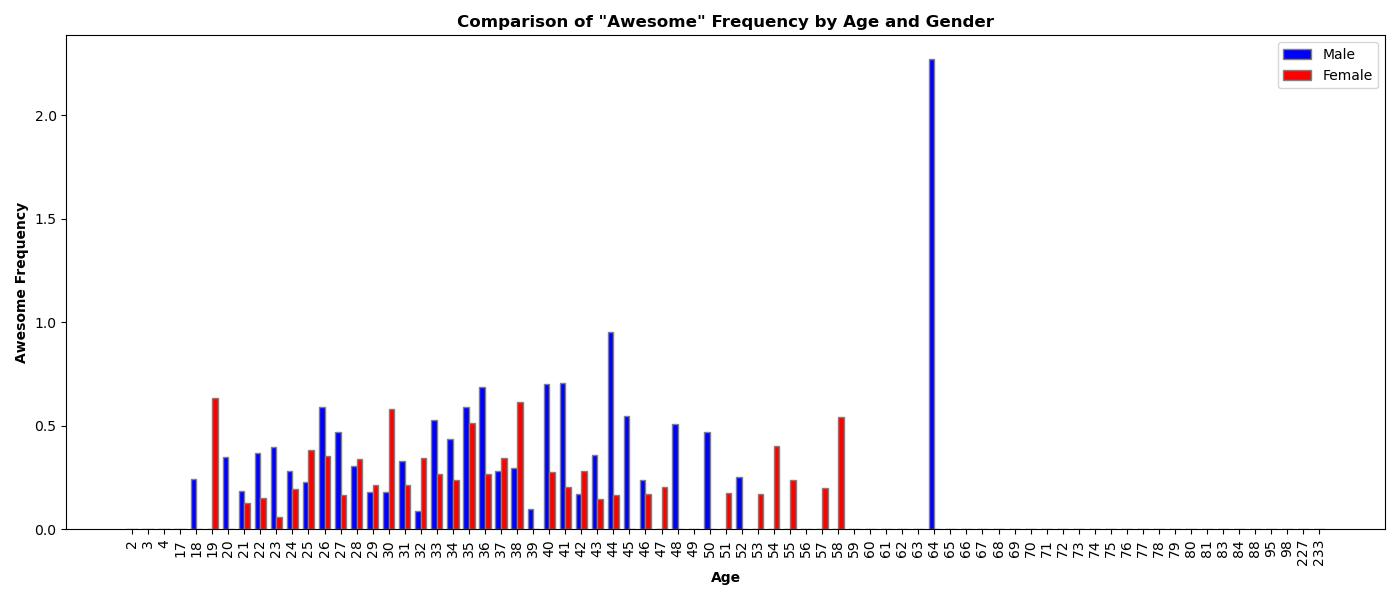 Comparison of "Awesome" Frequency by Age and Gender
Male
Female
2.0
1.5
1.0
0.5
0.0
Awesome Frequency
2 3 4 17 18 19 20 21 22 23 24 25 26 27 28 29 30 31 32 33 34 35 36 37 38 39 40 41 42 43 44 45 46 47 48 49 50 51 52 53 54 55 56 57 58 59 60 61 62 63 64 65 66 67 68 69 70 71 72 73 74 75 76 77 78 79 80 81 83 84 88 95 98 227 233
Age